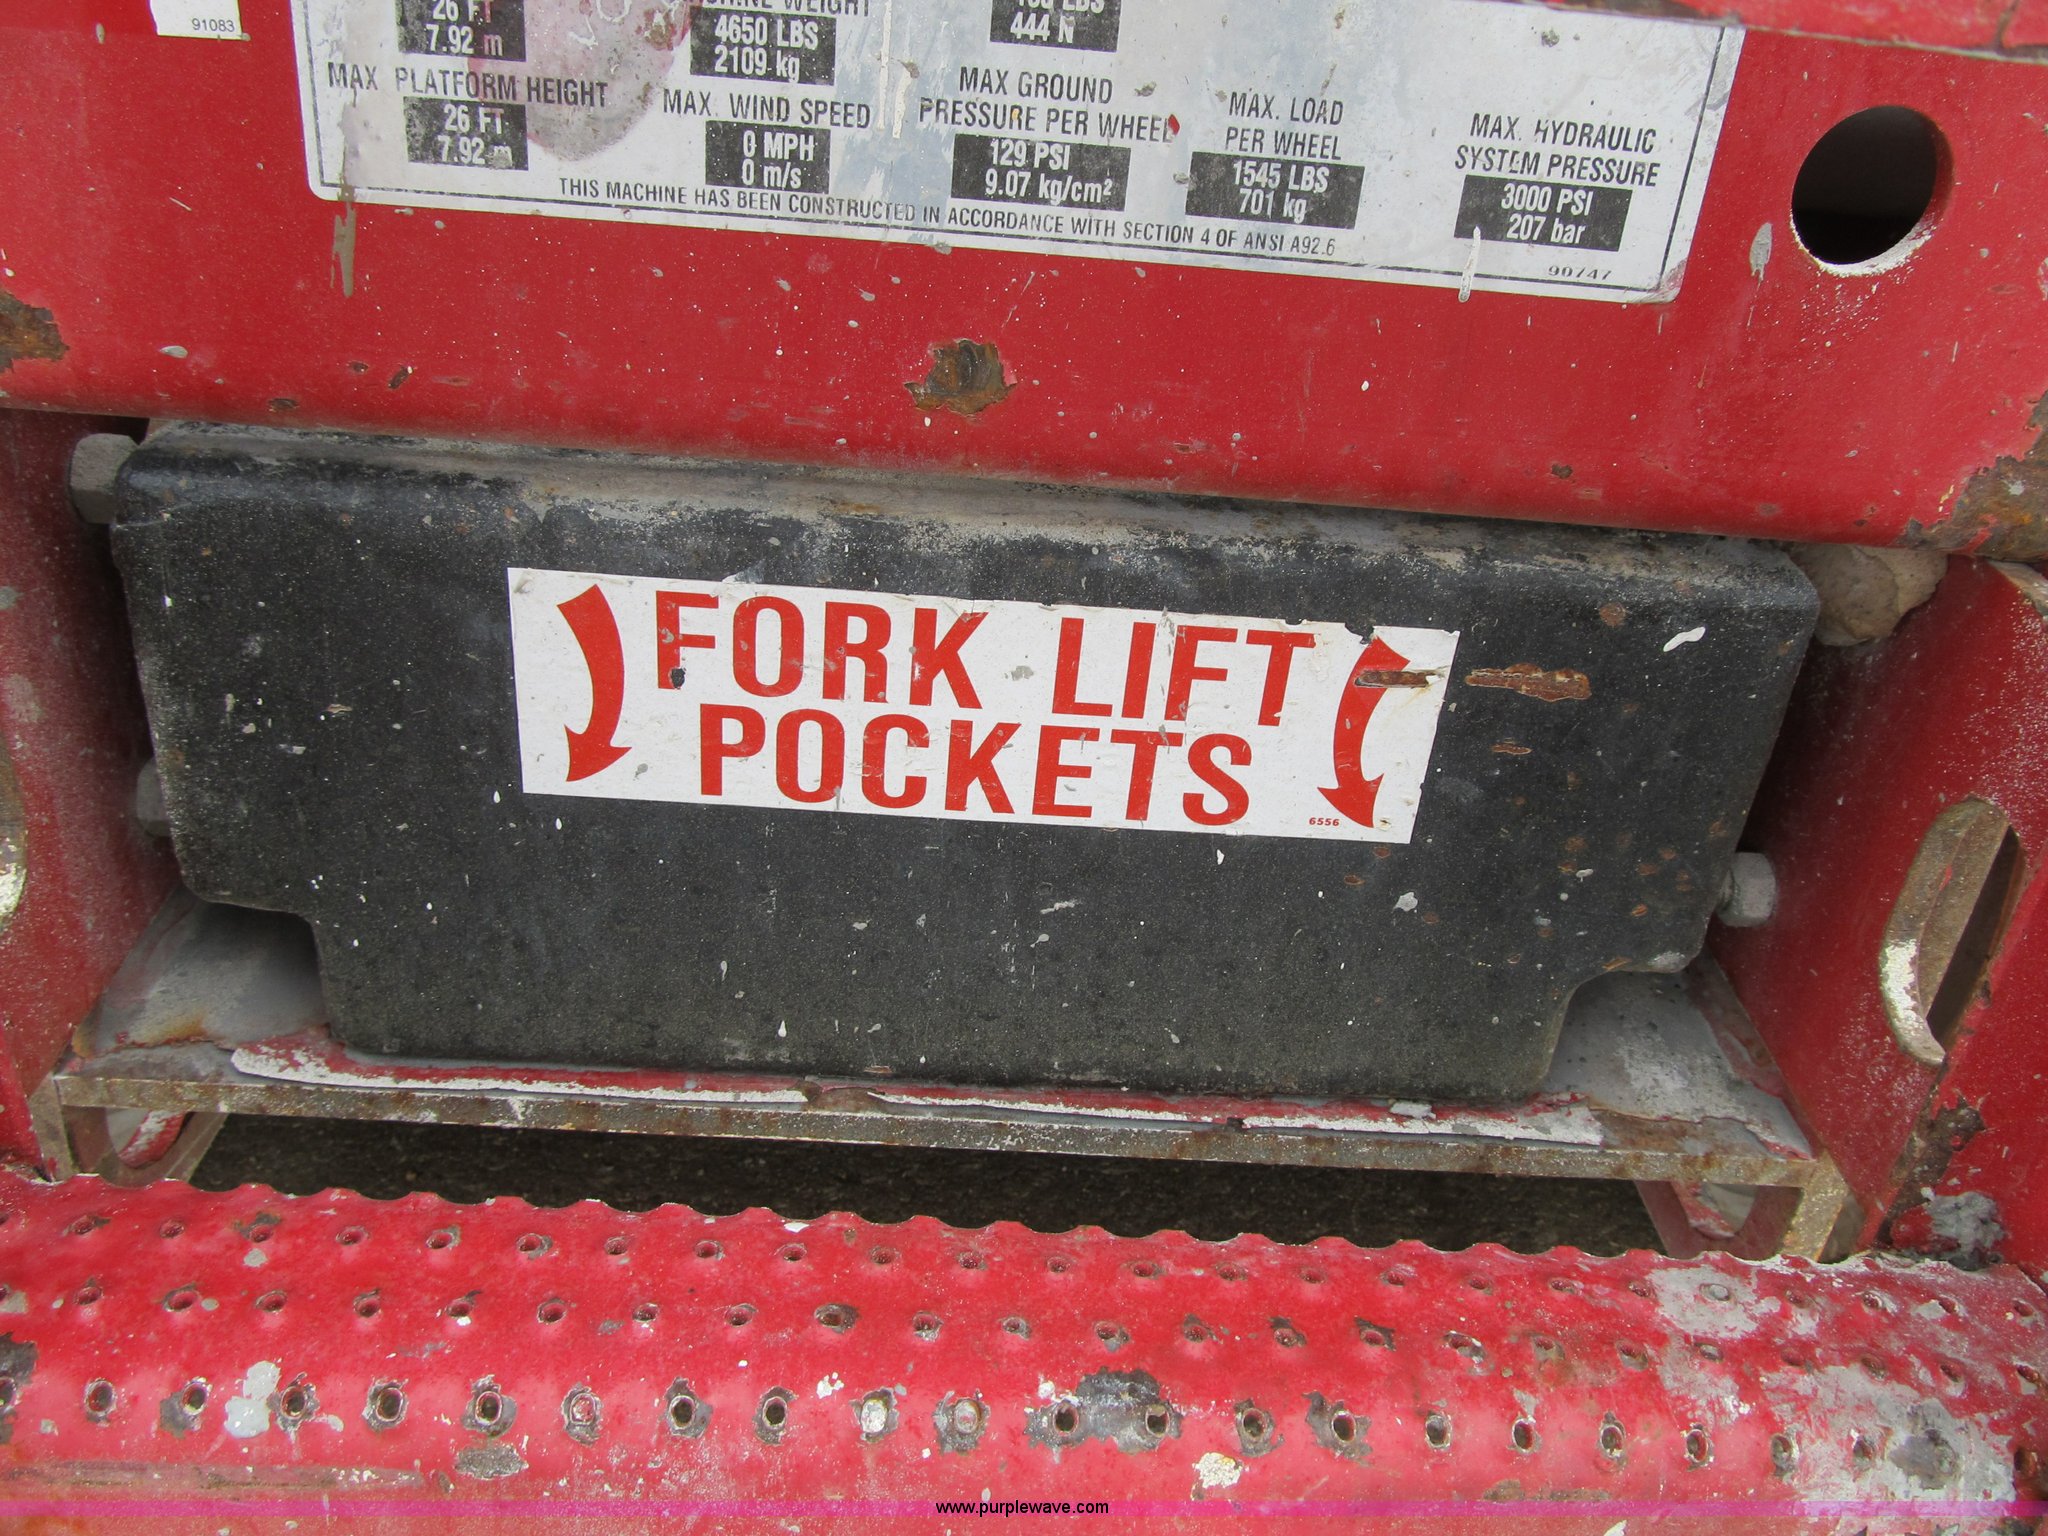 91083
26 FT
7.92 m
WEIGHT
4650 LBS
2109 kg
LBS
444 N
MAX PLATFORM HEIGHT
26 FT
7.92 m
MAX. WIND SPEED
0 MPH
0 m/s
MAX GROUND
PRESSURE PER WHEEL
129 PSI
9.07 kg/cm²
MAX. LOAD
PER WHEEL
1545 LBS
701 kg
MAX. HYDRAULIC
SYSTEM PRESSURE
3000 PSI
207 bar
THIS MACHINE HAS BEEN CONSTRUCTED IN ACCORDANCE WITH SECTION 4 OF ANSI A92.6
90747
FORK LIFT
POCKETS
6556
www.purplewave.com